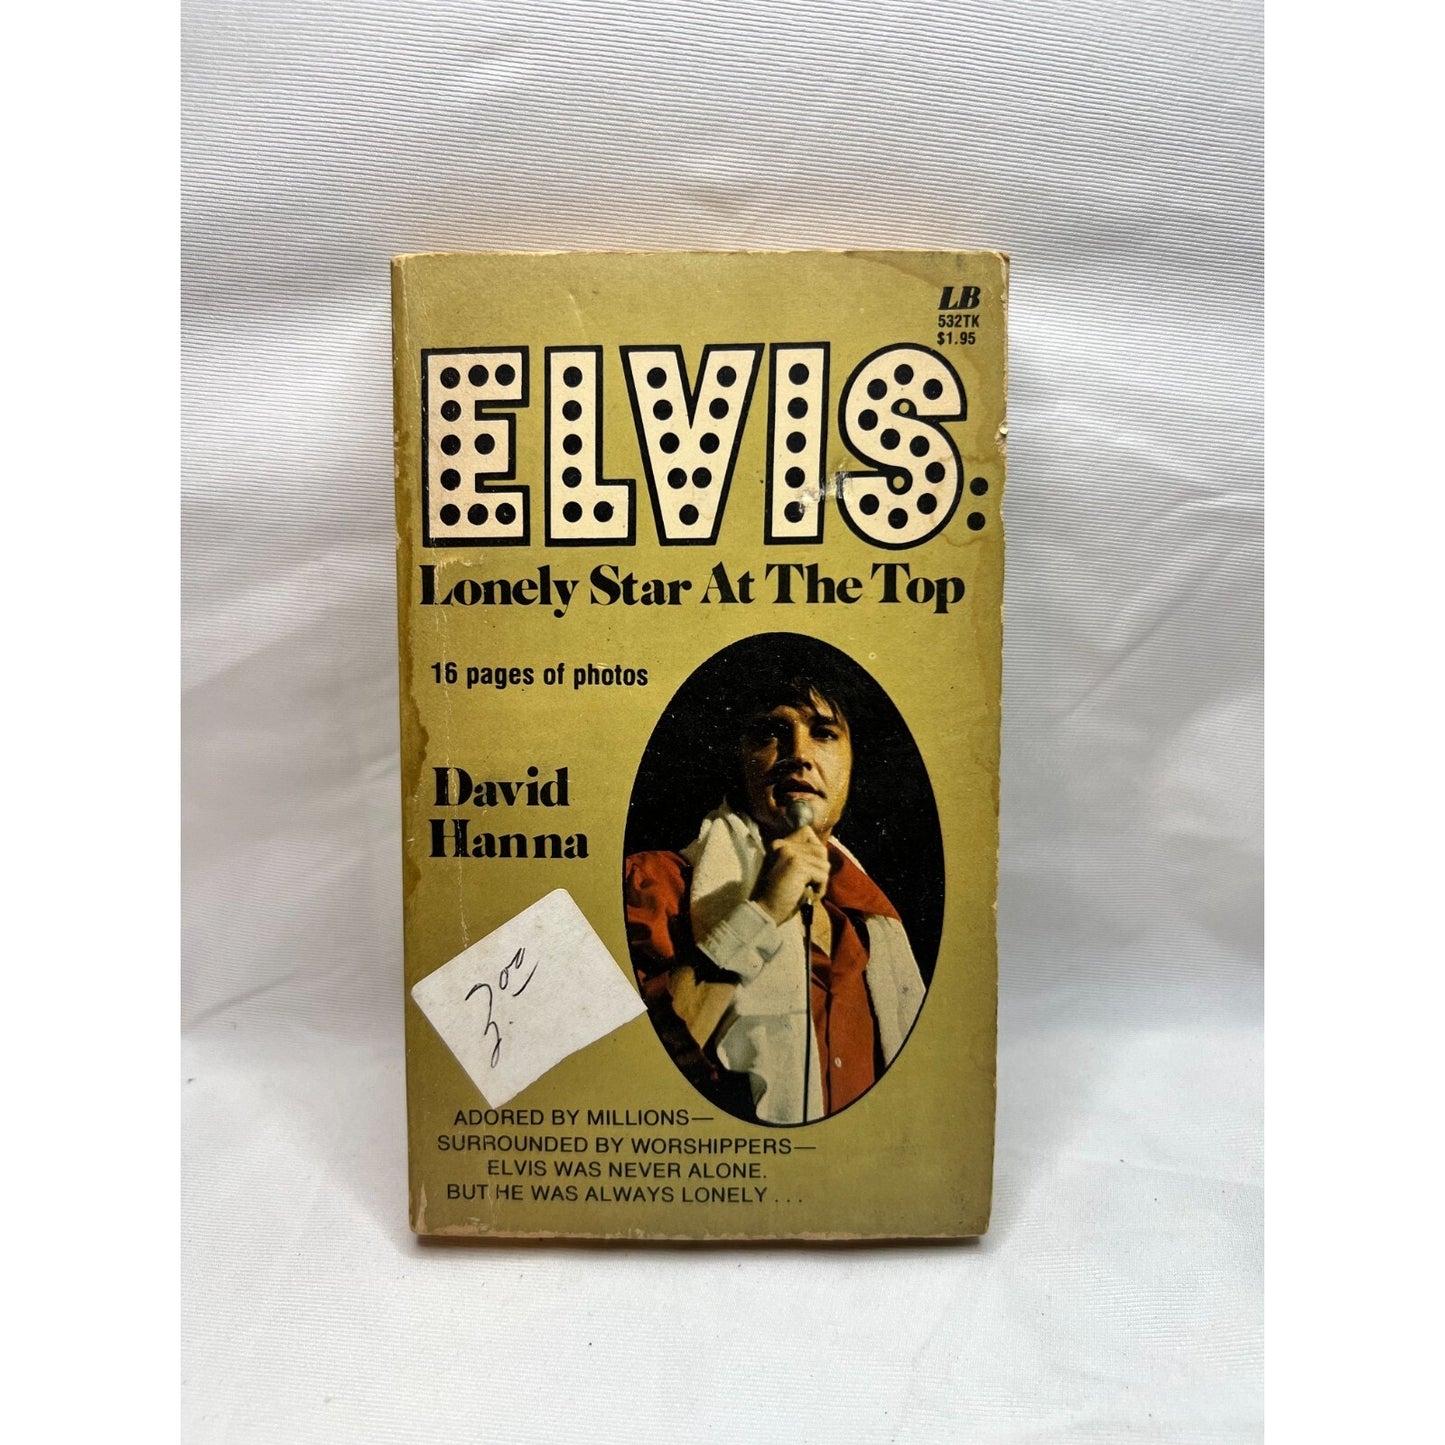 LB
532TK
$1.95
ELVIS:
Lonely Star At The Top
16 pages of photos
David
Hanna
3.00
ADORED BY MILLIONS—
SURROUNDED BY WORSHIPPERS—
ELVIS WAS NEVER ALONE.
BUT HE WAS ALWAYS LONELY . . .